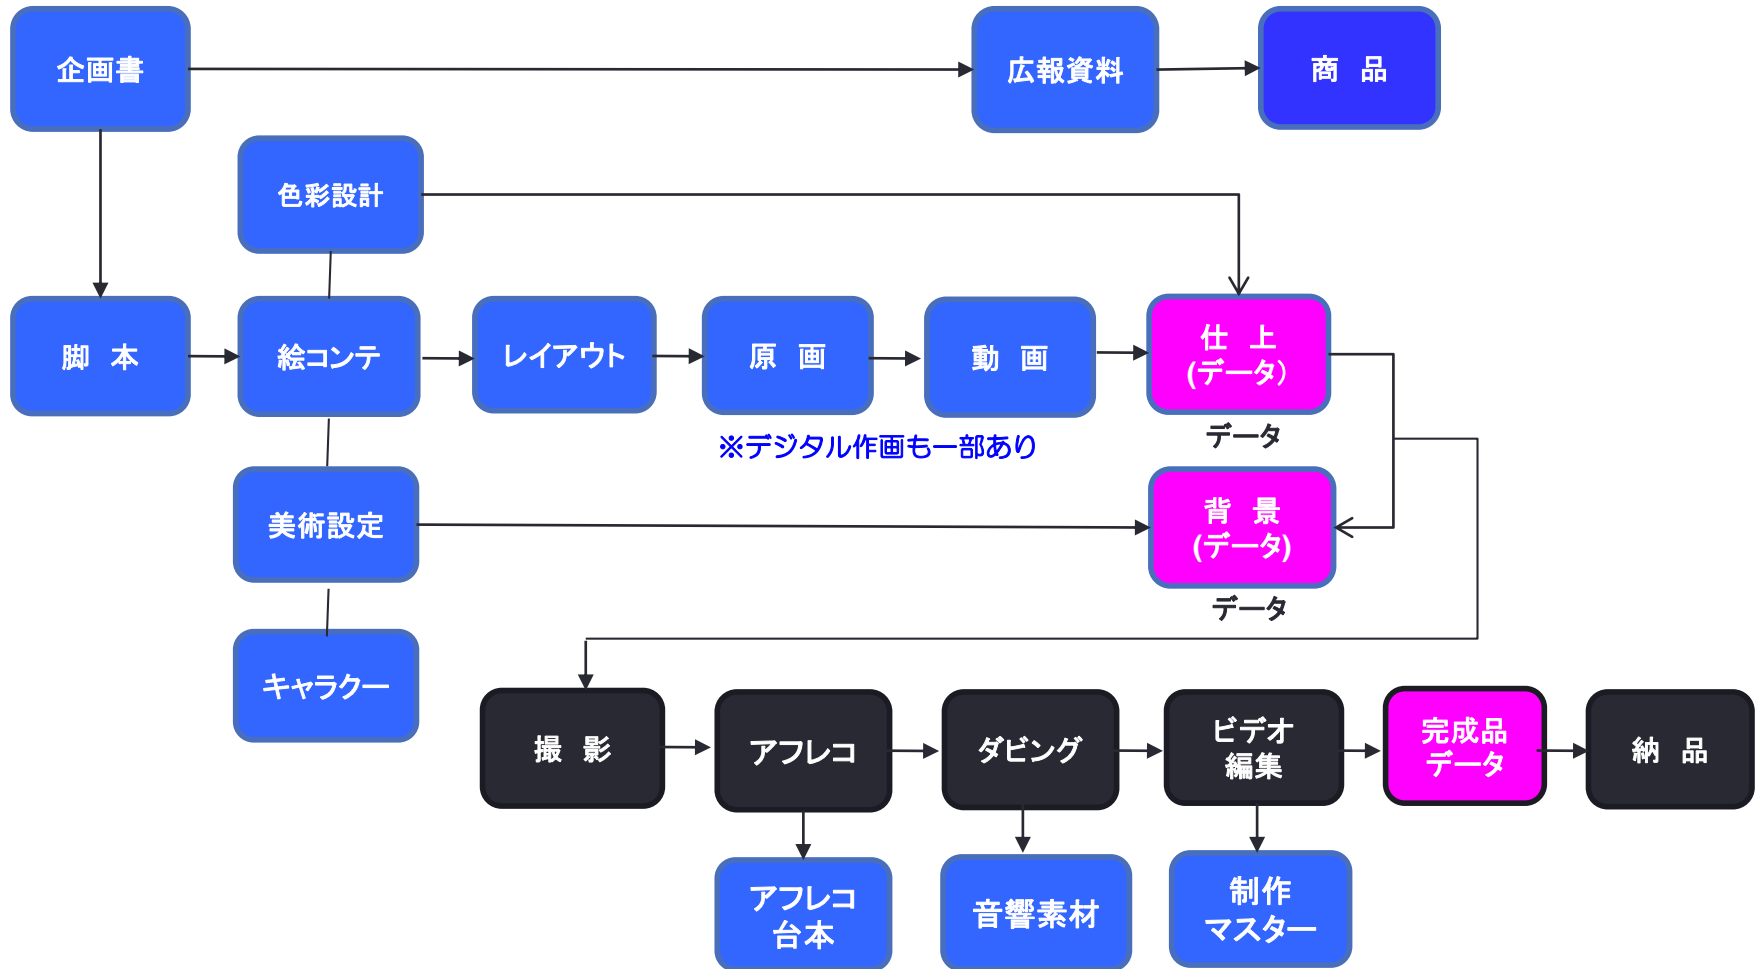 企画書
広報資料
商 品
色彩設計
脚 本
絵コンテ
レイアウト
原 画
動 画
仕 上
(データ)
※デジタル作画も一部あり
データ
美術設定
背 景
(データ)
データ
キャラクー
撮 影
アフレコ
ダビング
ビデオ
編集
完成品
データ
納 品
アフレコ
台本
音響素材
制作
マスター